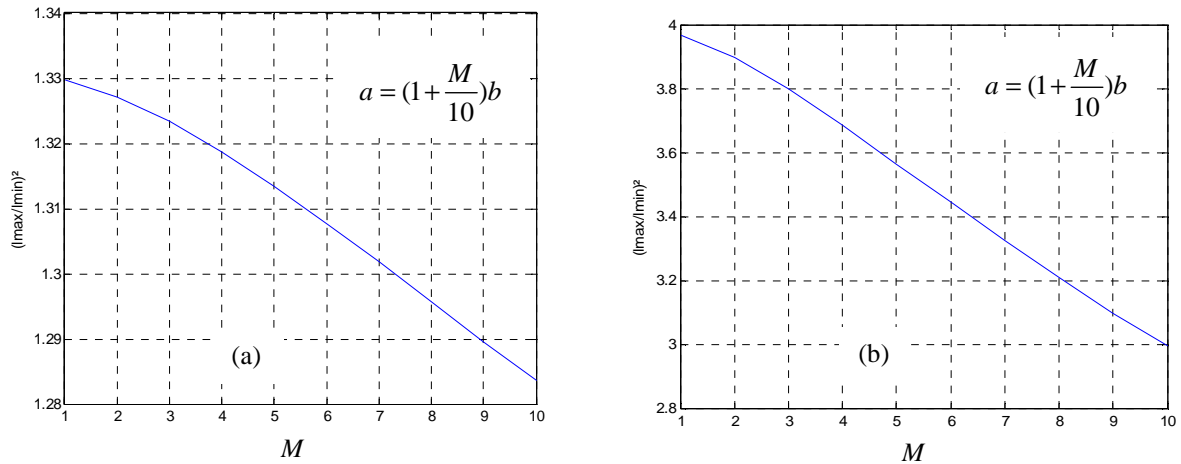 1.34
1.33
1.32
1.31
1.3
1.29
1.28
(Imax/Imin)²
a = (1+M/10)b
(a)
1 2 3 4 5 6 7 8 9 10
M
4
3.8
3.6
3.4
3.2
3
2.8
(Imax/Imin)²
a = (1+M/10)b
(b)
1 2 3 4 5 6 7 8 9 10
M